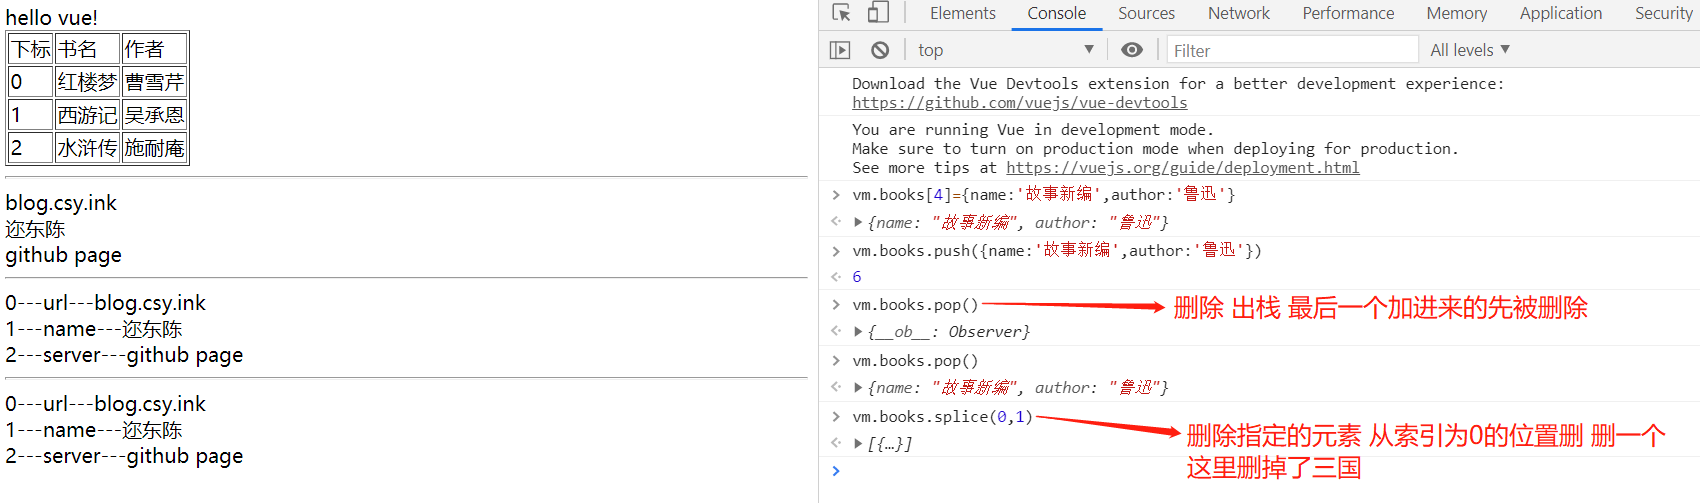 hello vue!
下标 书名 作者
0 红楼梦 曹雪芹
1 西游记 吴承恩
2 水浒传 施耐庵
blog.csy.ink
迩东陈
github page
0---url---blog.csy.ink
1---name---迩东陈
2---server---github page
0---url---blog.csy.ink
1---name---迩东陈
2---server---github page
Elements Console Sources Network Performance Memory Application Security
top Filter All levels
Download the Vue Devtools extension for a better development experience:
https://github.com/vuejs/vue-devtools
You are running Vue in development mode.
Make sure to turn on production mode when deploying for production.
See more tips at https://vuejs.org/guide/deployment.html
vm.books[4]={name:'故事新编',author:'鲁迅'}
{name: "故事新编", author: "鲁迅"}
vm.books.push({name:'故事新编',author:'鲁迅'})
6
vm.books.pop() 删除 出栈 最后一个加进来的先被删除
{__ob__: Observer}
vm.books.pop()
{name: "故事新编", author: "鲁迅"}
vm.books.splice(0,1)
删除指定的元素 从索引为0的位置删 删一个
[{…}]
这里删掉了三国